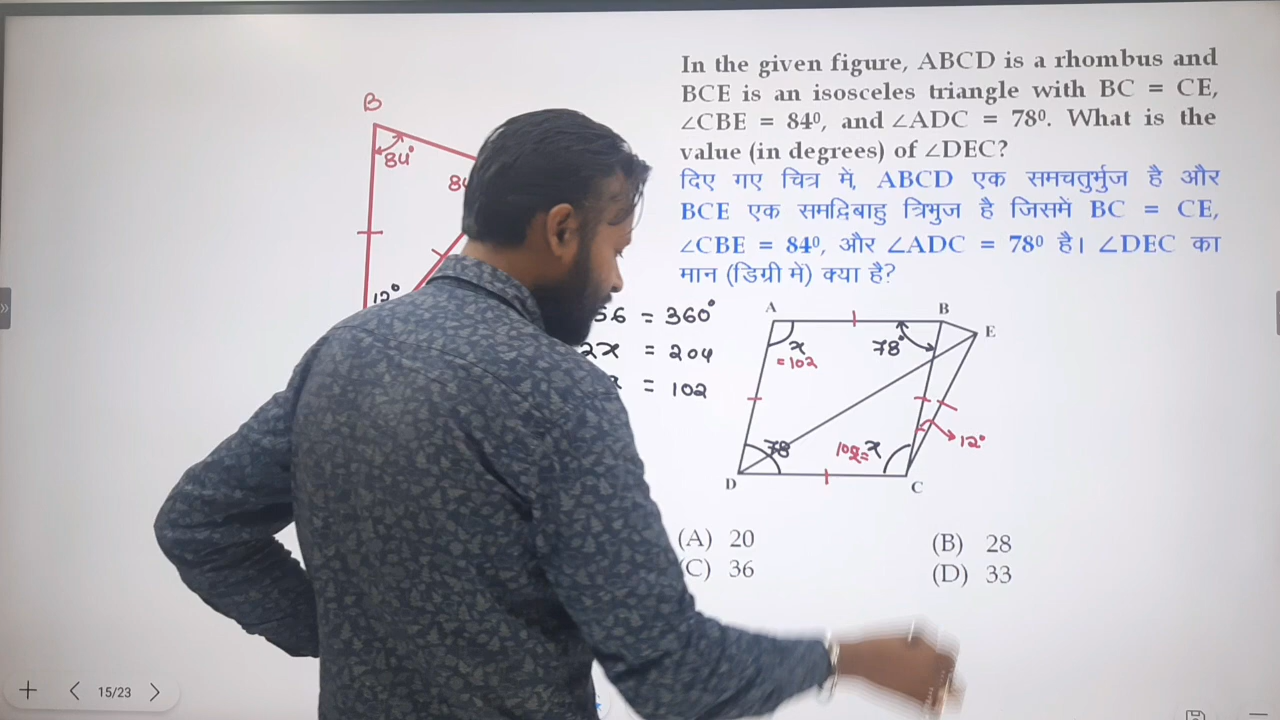 In the given figure, ABCD is a rhombus and
BCE is an isosceles triangle with BC = CE,
∠CBE = 84⁰, and ∠ADC = 78⁰. What is the
value (in degrees) of ∠DEC?
दिए गए चित्र में, ABCD एक समचतुर्भुज है और
BCE एक समद्विबाहु त्रिभुज है जिसमें BC = CE,
∠CBE = 84⁰, और ∠ADC = 78⁰ है। ∠DEC का
मान (डिग्री में) क्या है?
B
84°
12°
56 = 360°
2x = 204
= 102
A
B
E
x
= 102
78°
78
x
12°
D
C
(A) 20
(B) 28
(C) 36
(D) 33
15/23